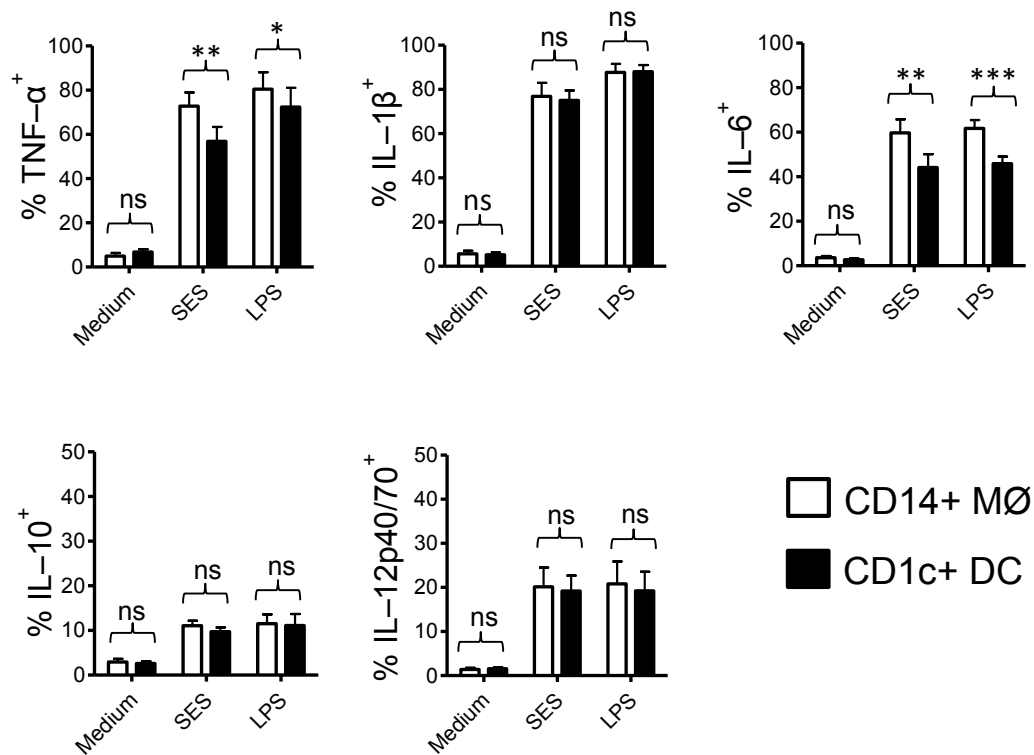 % TNF–α+
100
80
60
40
20
0
ns
**
*
Medium
SES
LPS
% IL–1β+
100
80
60
40
20
0
ns
ns
ns
Medium
SES
LPS
% IL–6+
100
80
60
40
20
0
ns
**
***
Medium
SES
LPS
% IL–10+
50
40
30
20
10
0
ns
ns
ns
Medium
SES
LPS
% IL–12p40/70+
50
40
30
20
10
0
ns
ns
ns
Medium
SES
LPS
CD14+ MØ
CD1c+ DC